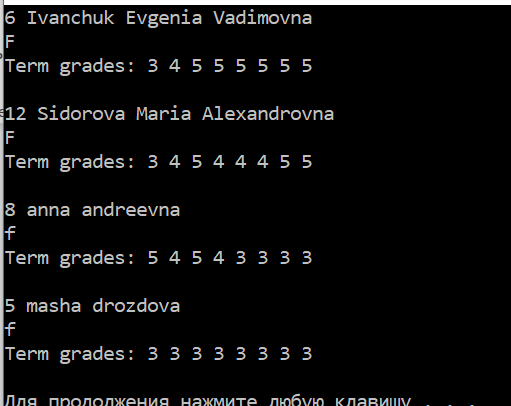 6 Ivanchuk Evgenia Vadimovna
F
Term grades: 3 4 5 5 5 5 5 5
12 Sidorova Maria Alexandrovna
F
Term grades: 3 4 5 4 4 4 5 5
8 anna andreevna
f
Term grades: 5 4 5 4 3 3 3 3
5 masha drozdova
f
Term grades: 3 3 3 3 3 3 3 3
Для продолжения нажмите любую клавишу . . .